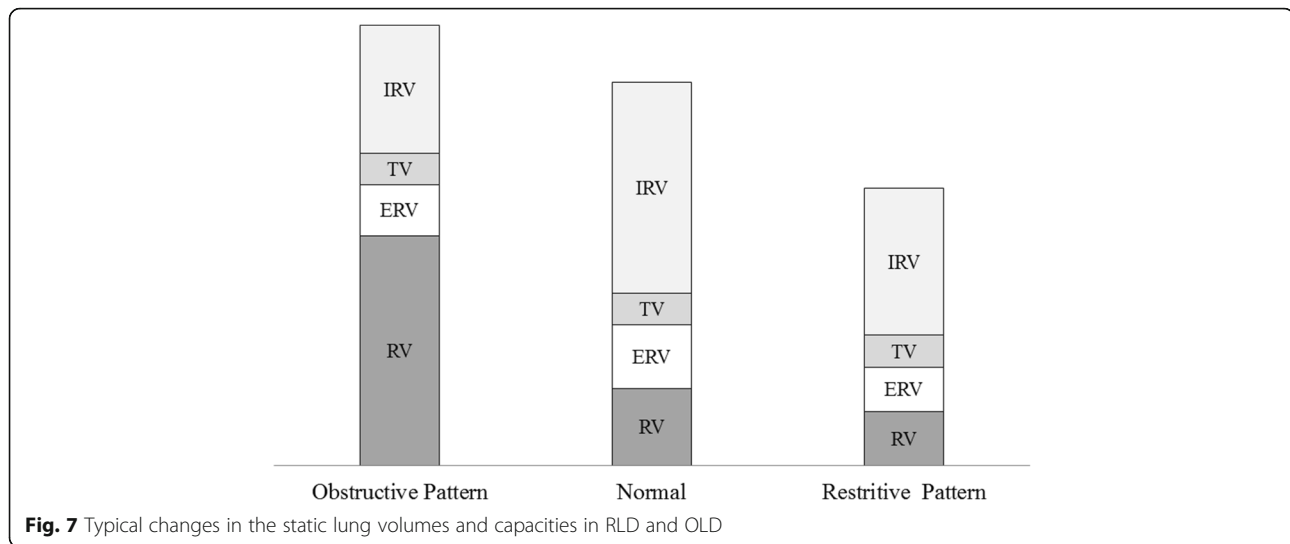 IRV
TV
ERV
RV
IRV
TV
ERV
RV
IRV
TV
ERV
RV
Obstructive Pattern
Normal
Restritive Pattern
Fig. 7 Typical changes in the static lung volumes and capacities in RLD and OLD